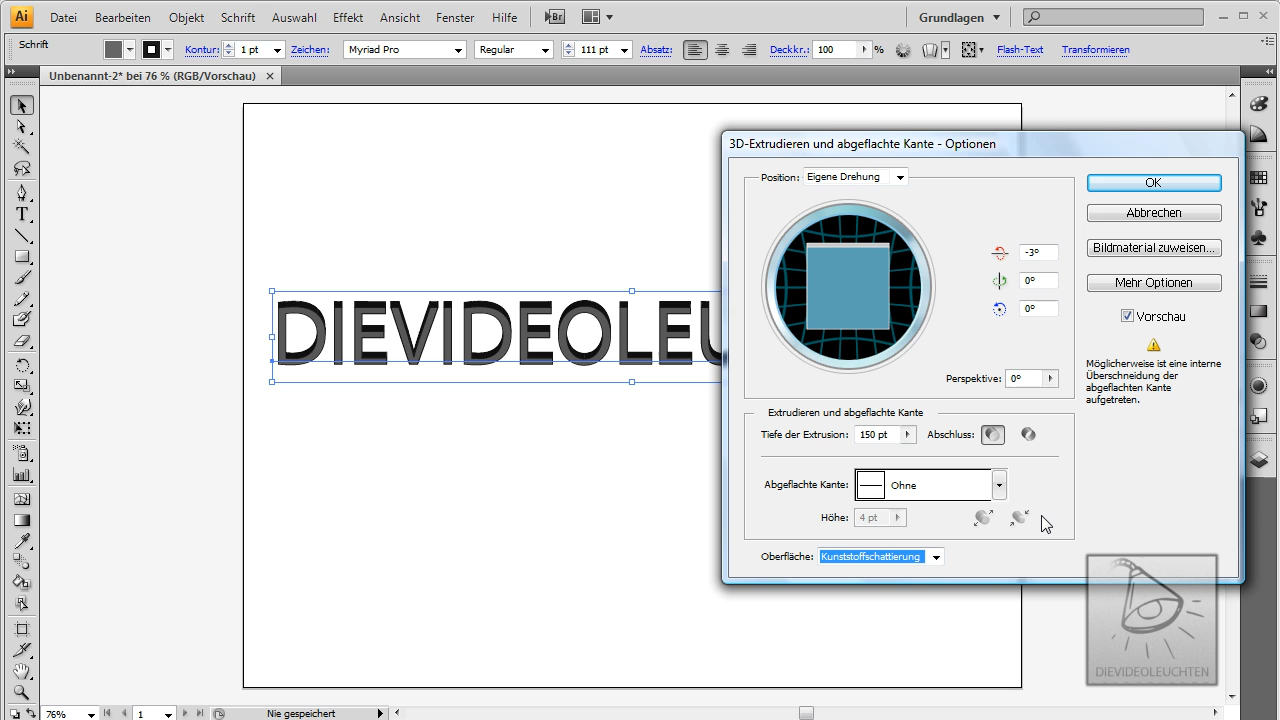 Ai Datei Bearbeiten Objekt Schrift Auswahl Effekt Ansicht Fenster Hilfe Br Grundlagen
Schrift Kontur: 1 pt Zeichen: Myriad Pro Regular 111 pt Absatz: Deckkr.: 100 % Flash-Text Transformieren
Unbenannt-2* bei 76 % (RGB/Vorschau)
3D-Extrudieren und abgeflachte Kante - Optionen
Position: Eigene Drehung
OK
Abbrechen
Bildmaterial zuweisen...
-3°
0°
Mehr Optionen
0°
Vorschau
DIEVIDEOLEU
Möglicherweise ist eine interne
Überschneidung der
abgeflachten Kante
aufgetreten.
Perspektive: 0°
Extrudieren und abgeflachte Kante
Tiefe der Extrusion: 150 pt Abschluss:
Abgeflachte Kante: Ohne
Höhe: 4 pt
Oberfläche: Kunststoffschattierung
DIEVIDEOLEUCHTEN
76% 1 Nie gespeichert